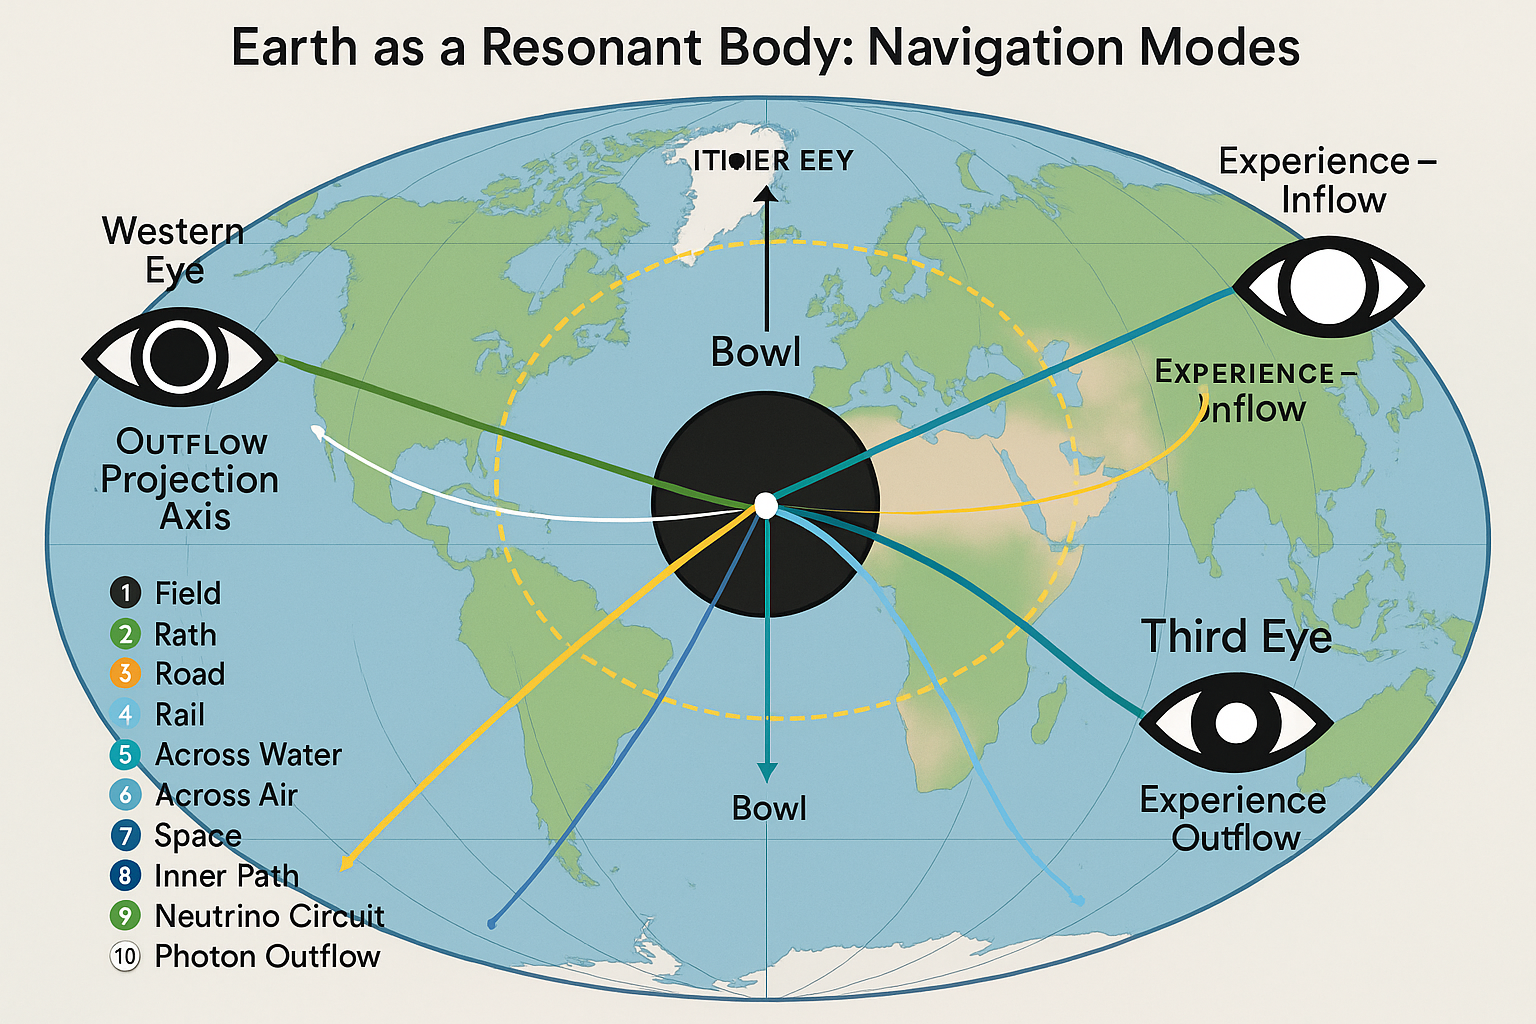 Earth as a Resonant Body: Navigation Modes
EEY
Experience –
Inflow
Western
Eye
Bowl
EXPERIENCE –
Inflow
OUTFLOW
Projection
Axis
1 Field
2 Rath
3 Road
4 Rail
5 Across Water
6 Across Air
7 Space
8 Inner Path
9 Neutrino Circuit
10 Photon Outflow
Bowl
Third Eye
Experience
Outflow